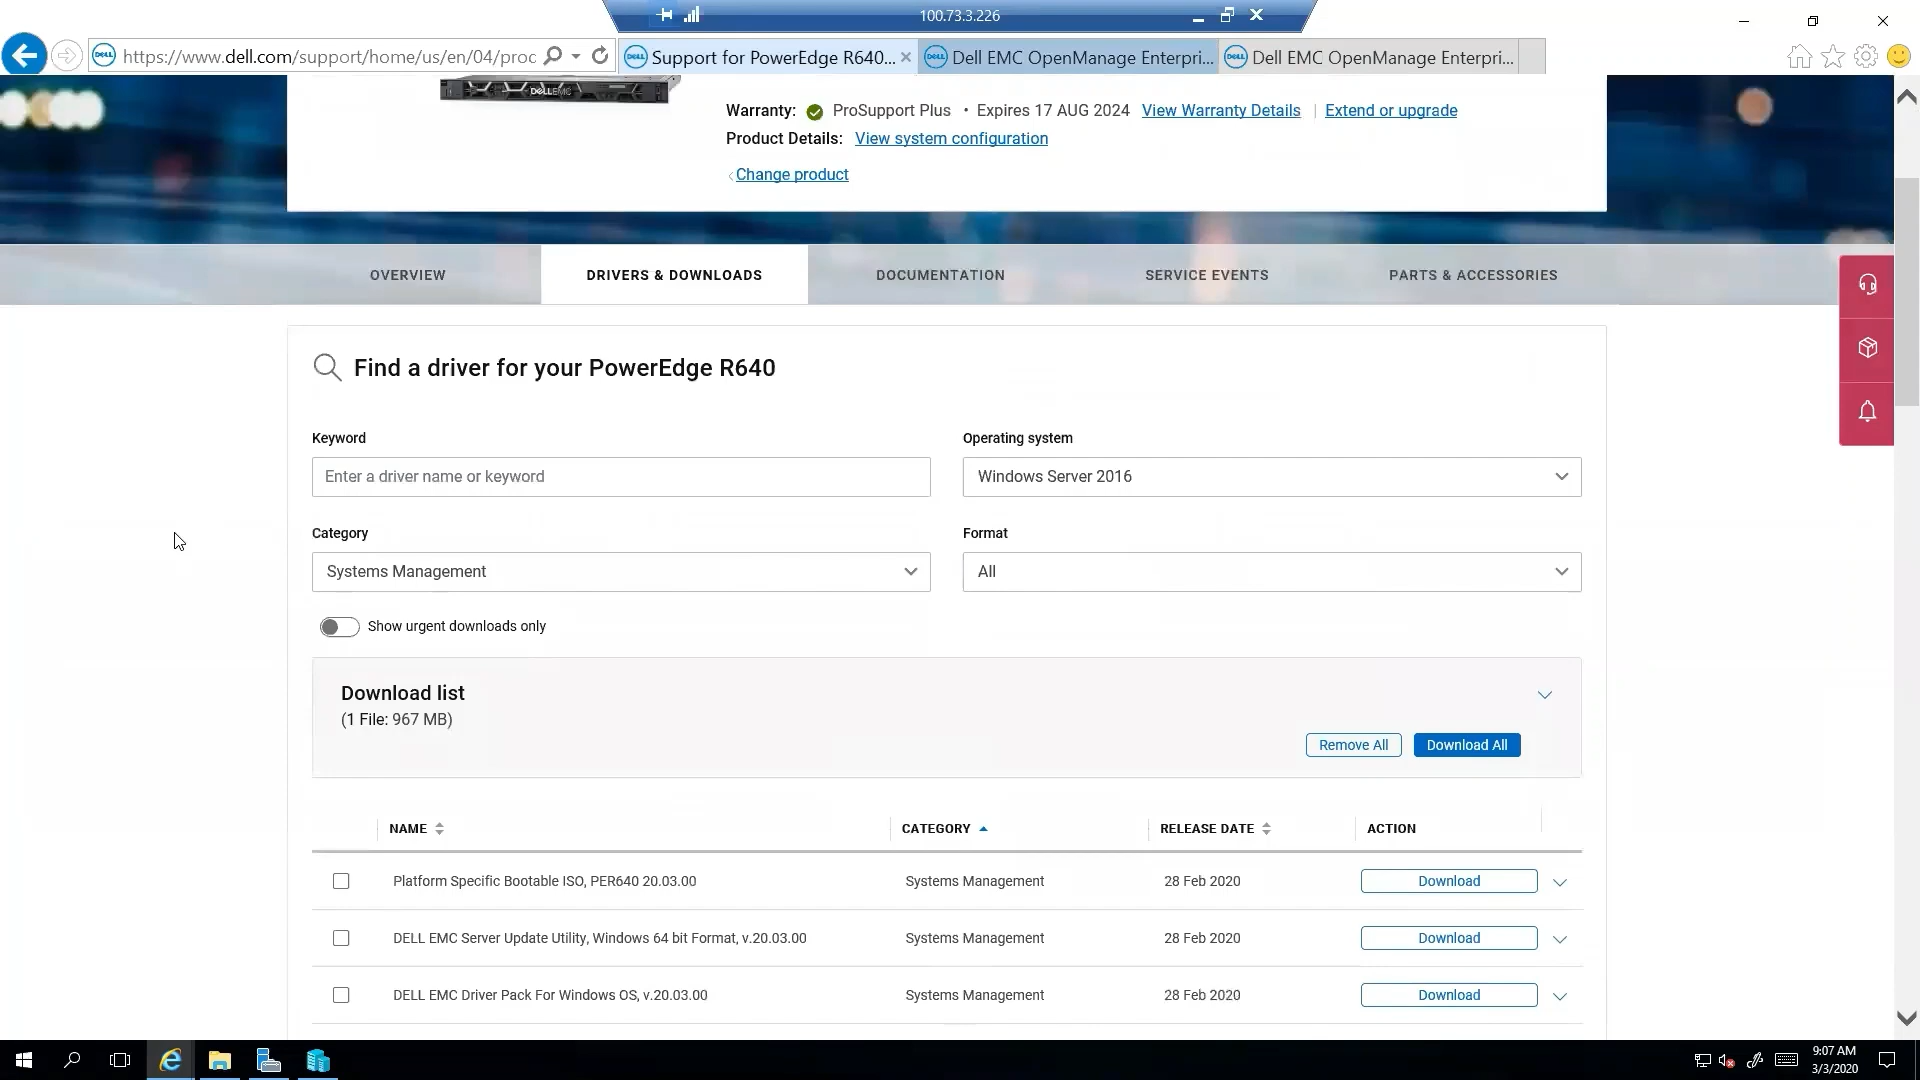 100.73.3.226
https://www.dell.com/support/home/us/en/04/proc
Support for PowerEdge R640...
Dell EMC OpenManage Enterpri...
Dell EMC OpenManage Enterpri...
DELLEMC
Warranty: ProSupport Plus • Expires 17 AUG 2024 View Warranty Details | Extend or upgrade
Product Details: View system configuration
Change product
OVERVIEW
DRIVERS & DOWNLOADS
DOCUMENTATION
SERVICE EVENTS
PARTS & ACCESSORIES
Find a driver for your PowerEdge R640
Keyword
Operating system
Enter a driver name or keyword
Windows Server 2016
Category
Format
Systems Management
All
Show urgent downloads only
Download list
(1 File: 967 MB)
Remove All
Download All
NAME
CATEGORY
RELEASE DATE
ACTION
Platform Specific Bootable ISO, PER640 20.03.00
Systems Management
28 Feb 2020
Download
DELL EMC Server Update Utility, Windows 64 bit Format, v.20.03.00
Systems Management
28 Feb 2020
Download
DELL EMC Driver Pack For Windows OS, v.20.03.00
Systems Management
28 Feb 2020
Download
9:07 AM
3/3/2020